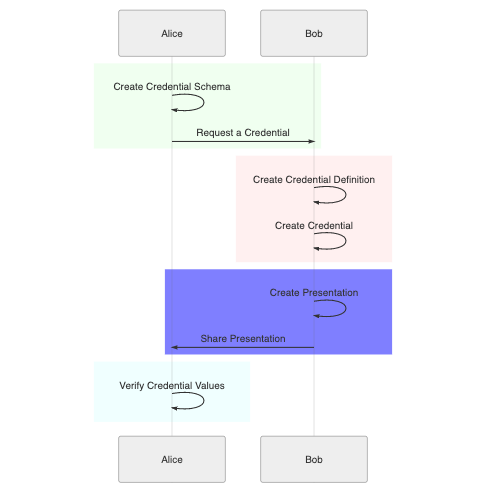 Alice
Bob
Create Credential Schema
Request a Credential
Create Credential Definition
Create Credential
Create Presentation
Share Presentation
Verify Credential Values
Alice
Bob